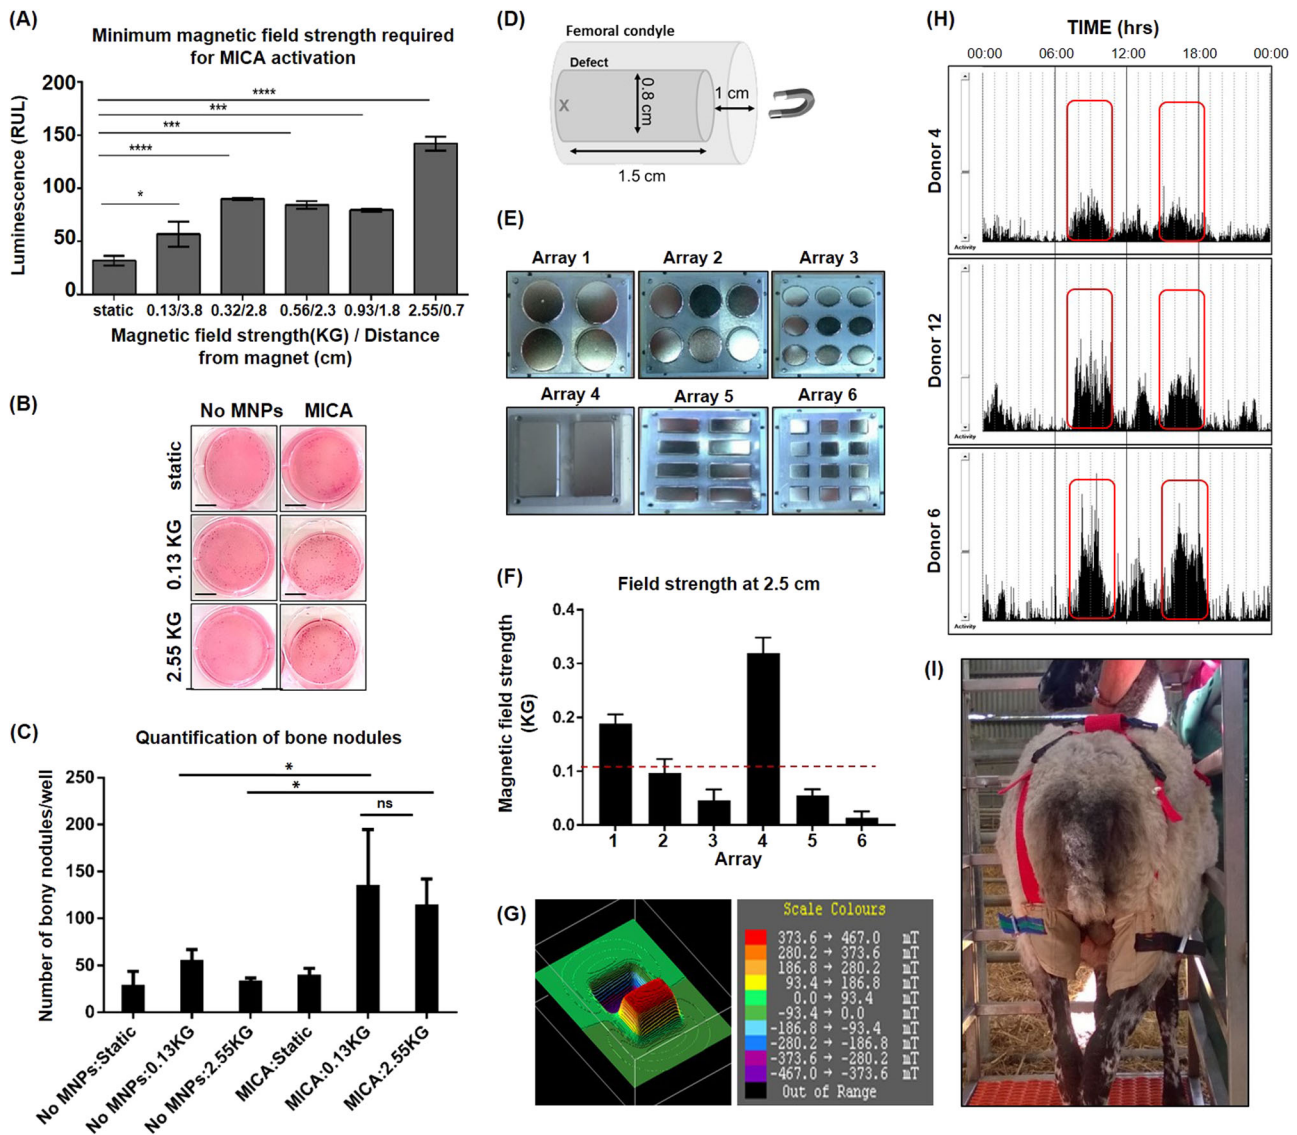 (A)
Minimum magnetic field strength required
for MICA activation
Luminescence (RUL)
200
150
100
50
0
****
***
***
****
*
static
0.13/3.8
0.32/2.8
0.56/2.3
0.93/1.8
2.55/0.7
Magnetic field strength(KG) / Distance
from magnet (cm)
(B)
No MNPs
MICA
static
0.13 KG
2.55 KG
(C)
Quantification of bone nodules
Number of bony nodules/well
250
200
150
100
50
0
*
*
ns
No MNPs:Static
No MNPs:0.13KG
No MNPs:2.55KG
MICA:Static
MICA:0.13KG
MICA:2.55KG
(D)
Femoral condyle
Defect
X
0.8 cm
1 cm
1.5 cm
(E)
Array 1
Array 2
Array 3
Array 4
Array 5
Array 6
(F)
Field strength at 2.5 cm
Magnetic field strength
(KG)
0.4
0.3
0.2
0.1
0.0
1 2 3 4 5 6
Array
(G)
Scale Colours
373.6 → 467.0 mT
280.2 → 373.6 mT
186.8 → 280.2 mT
93.4 → 186.8 mT
0.0 → 93.4 mT
-93.4 → 0.0 mT
-186.8 → -93.4 mT
-280.2 → -186.8 mT
-373.6 → -280.2 mT
-467.0 → -373.6 mT
Out of Range
(H)
TIME (hrs)
00:00 06:00 12:00 18:00 00:00
Donor 4
Activity
Donor 12
Activity
Donor 6
Activity
(I)